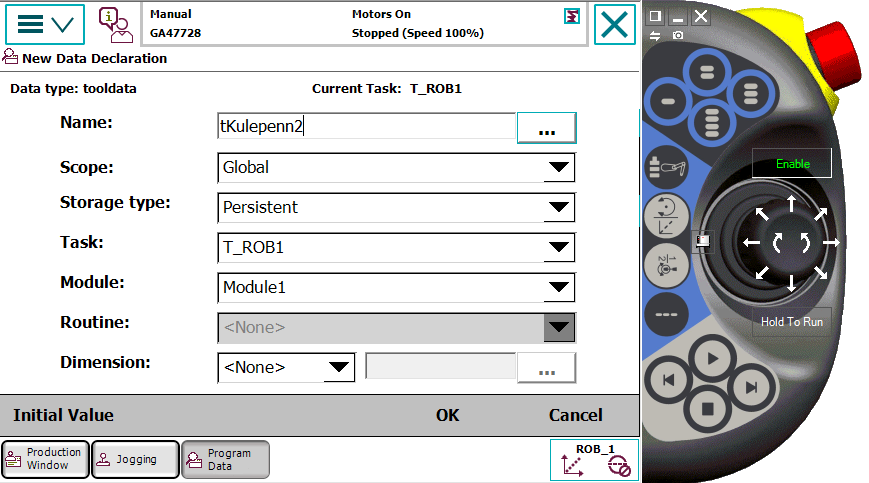 Manual
GA47728
Motors On
Stopped (Speed 100%)
New Data Declaration
Data type: tooldata
Current Task: T_ROB1
Name:
tKulepenn2
...
Scope:
Global
Storage type:
Persistent
Task:
T_ROB1
Module:
Module1
Routine:
<None>
Dimension:
<None>
...
Initial Value
OK
Cancel
Production
Window
Jogging
Program
Data
ROB_1
Enable
Hold To Run